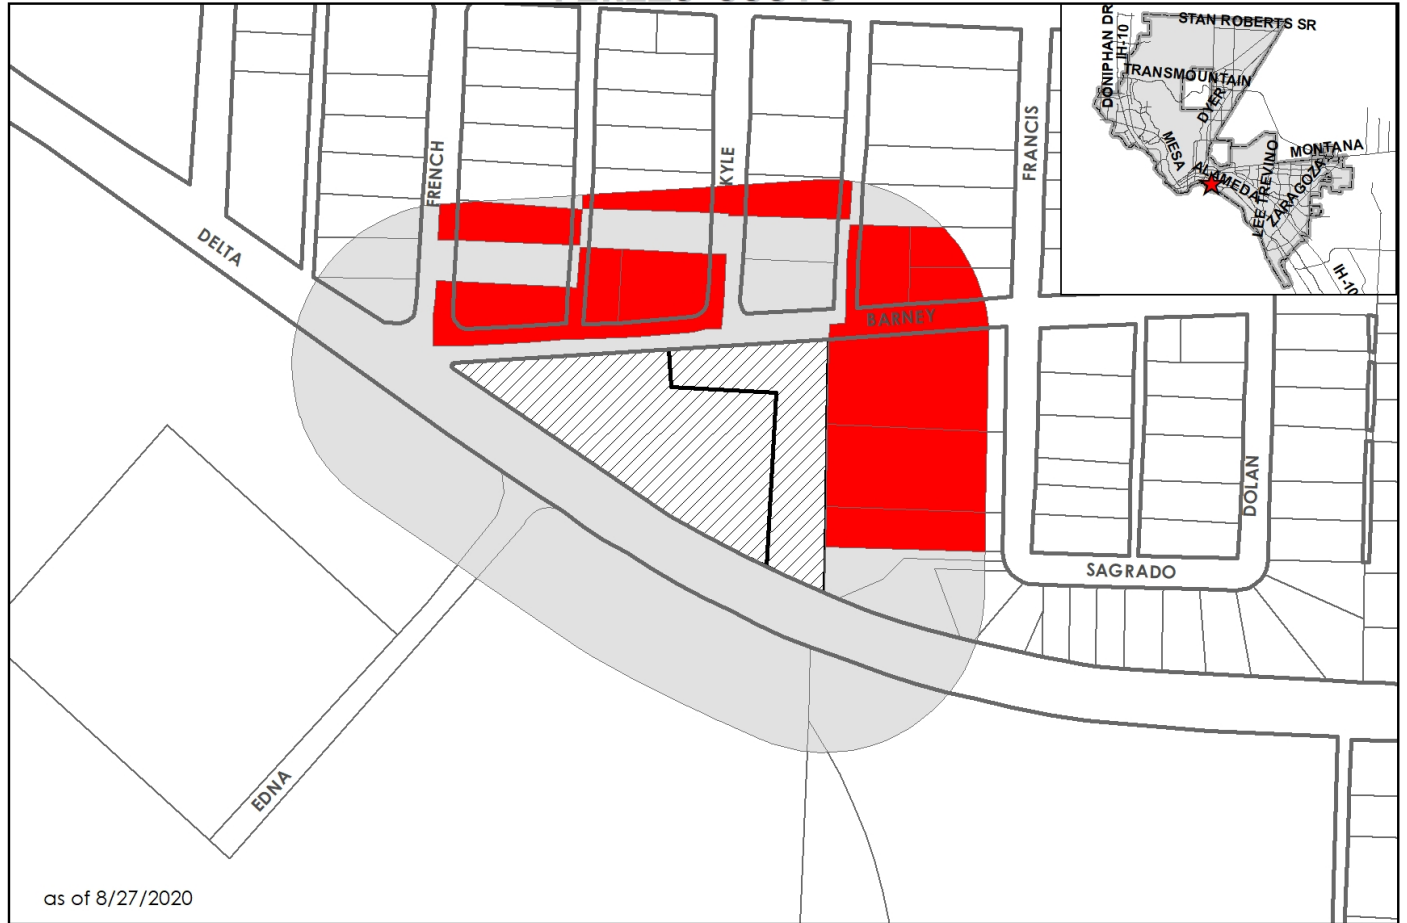 STAN ROBERTS SR
DONIPHAN DR
IH-10
TRANSMOUNTAIN
DYER
MESA
MONTANA
ALAMEDA
LEE TREVINO
ZARAGOZA
IH-10
FRENCH
KYLE
FRANCIS
DELTA
BARNEY
DOLAN
SAGRADO
EDNA
as of 8/27/2020